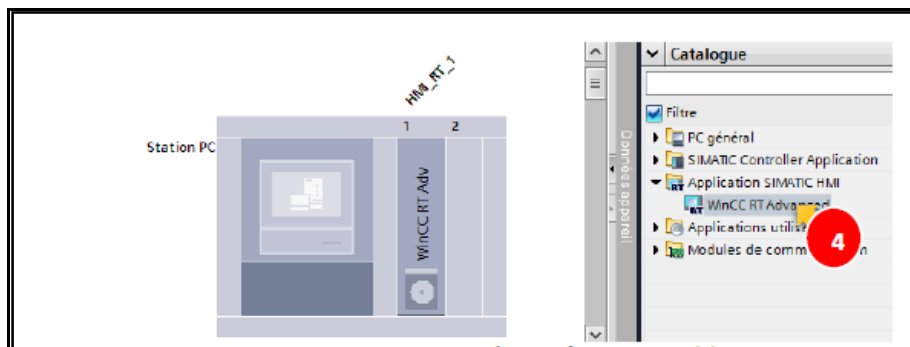 HMI_RT_1
1 2
Station PC
WinCC RT Adv
Données appareil
Catalogue
Filtre
PC général
SIMATIC Controller Application
Application SIMATIC HMI
WinCC RT Advanced
Applications utilis
4
Modules de comm n